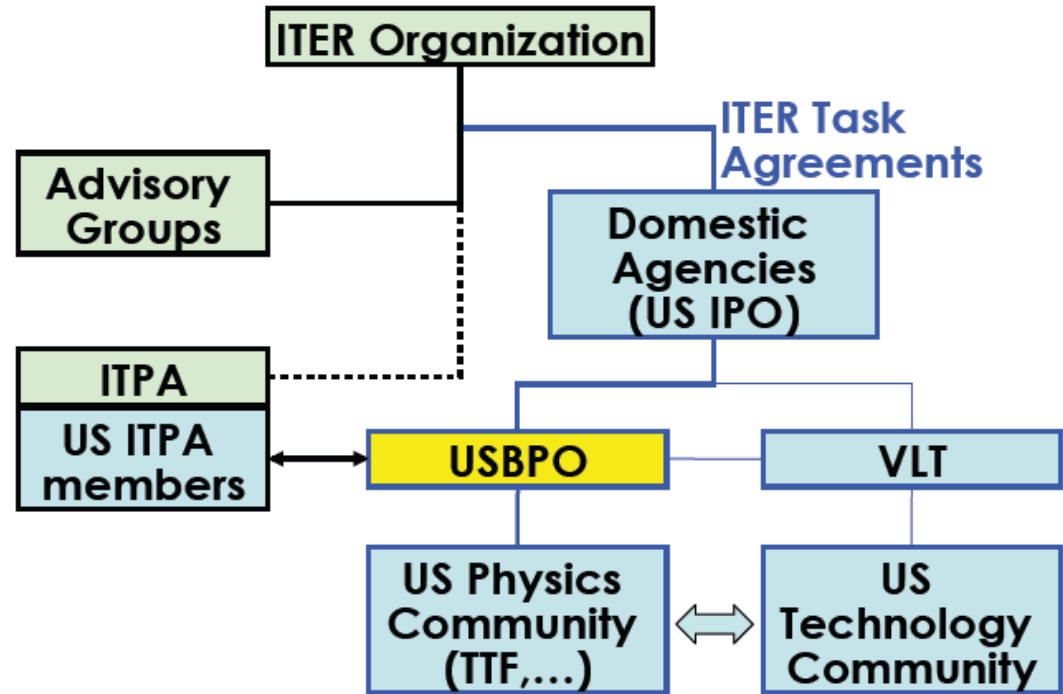 ITER Organization
ITER Task
Agreements
Advisory
Groups
Domestic
Agencies
(US IPO)
ITPA
US ITPA
members
USBPO
VLT
US Physics
Community
(TTF,...)
US
Technology
Community